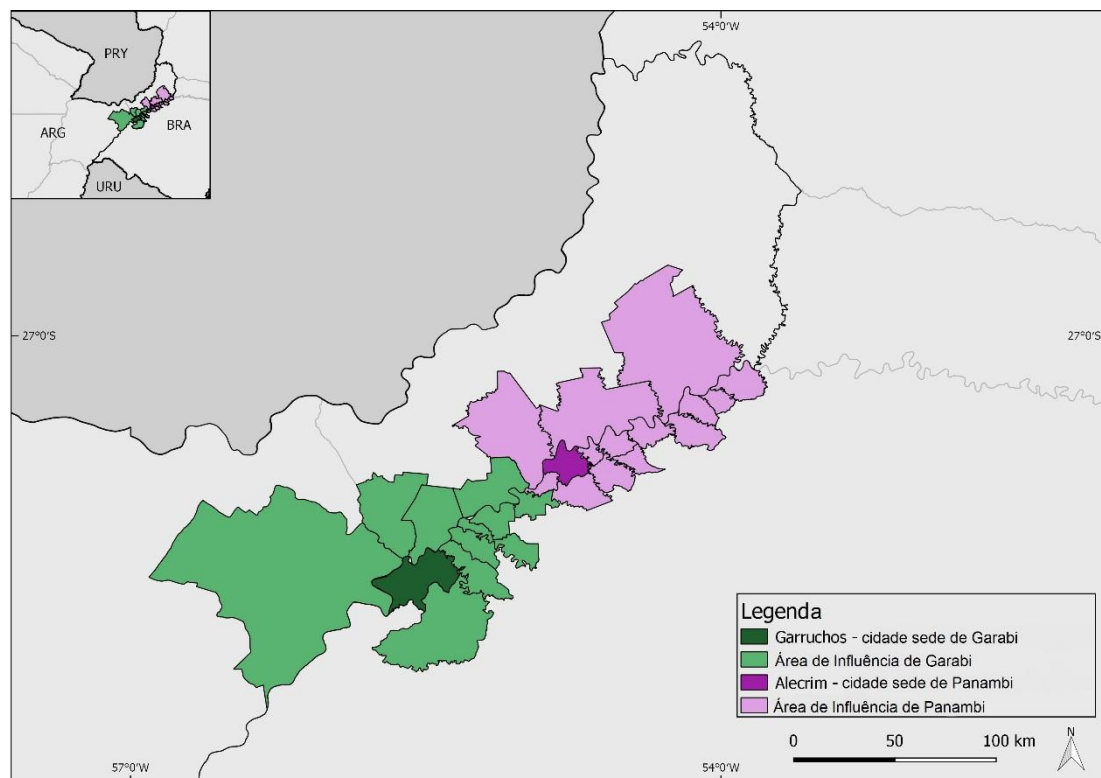 PRY
ARG
BRA
URU
54°0'W
27°0'S
27°0'S
Legenda
Garruchos - cidade sede de Garabi
Área de Influência de Garabi
Alecrim - cidade sede de Panambi
Área de Influência de Panambi
0 50 100 km
N
57°0'W
54°0'W